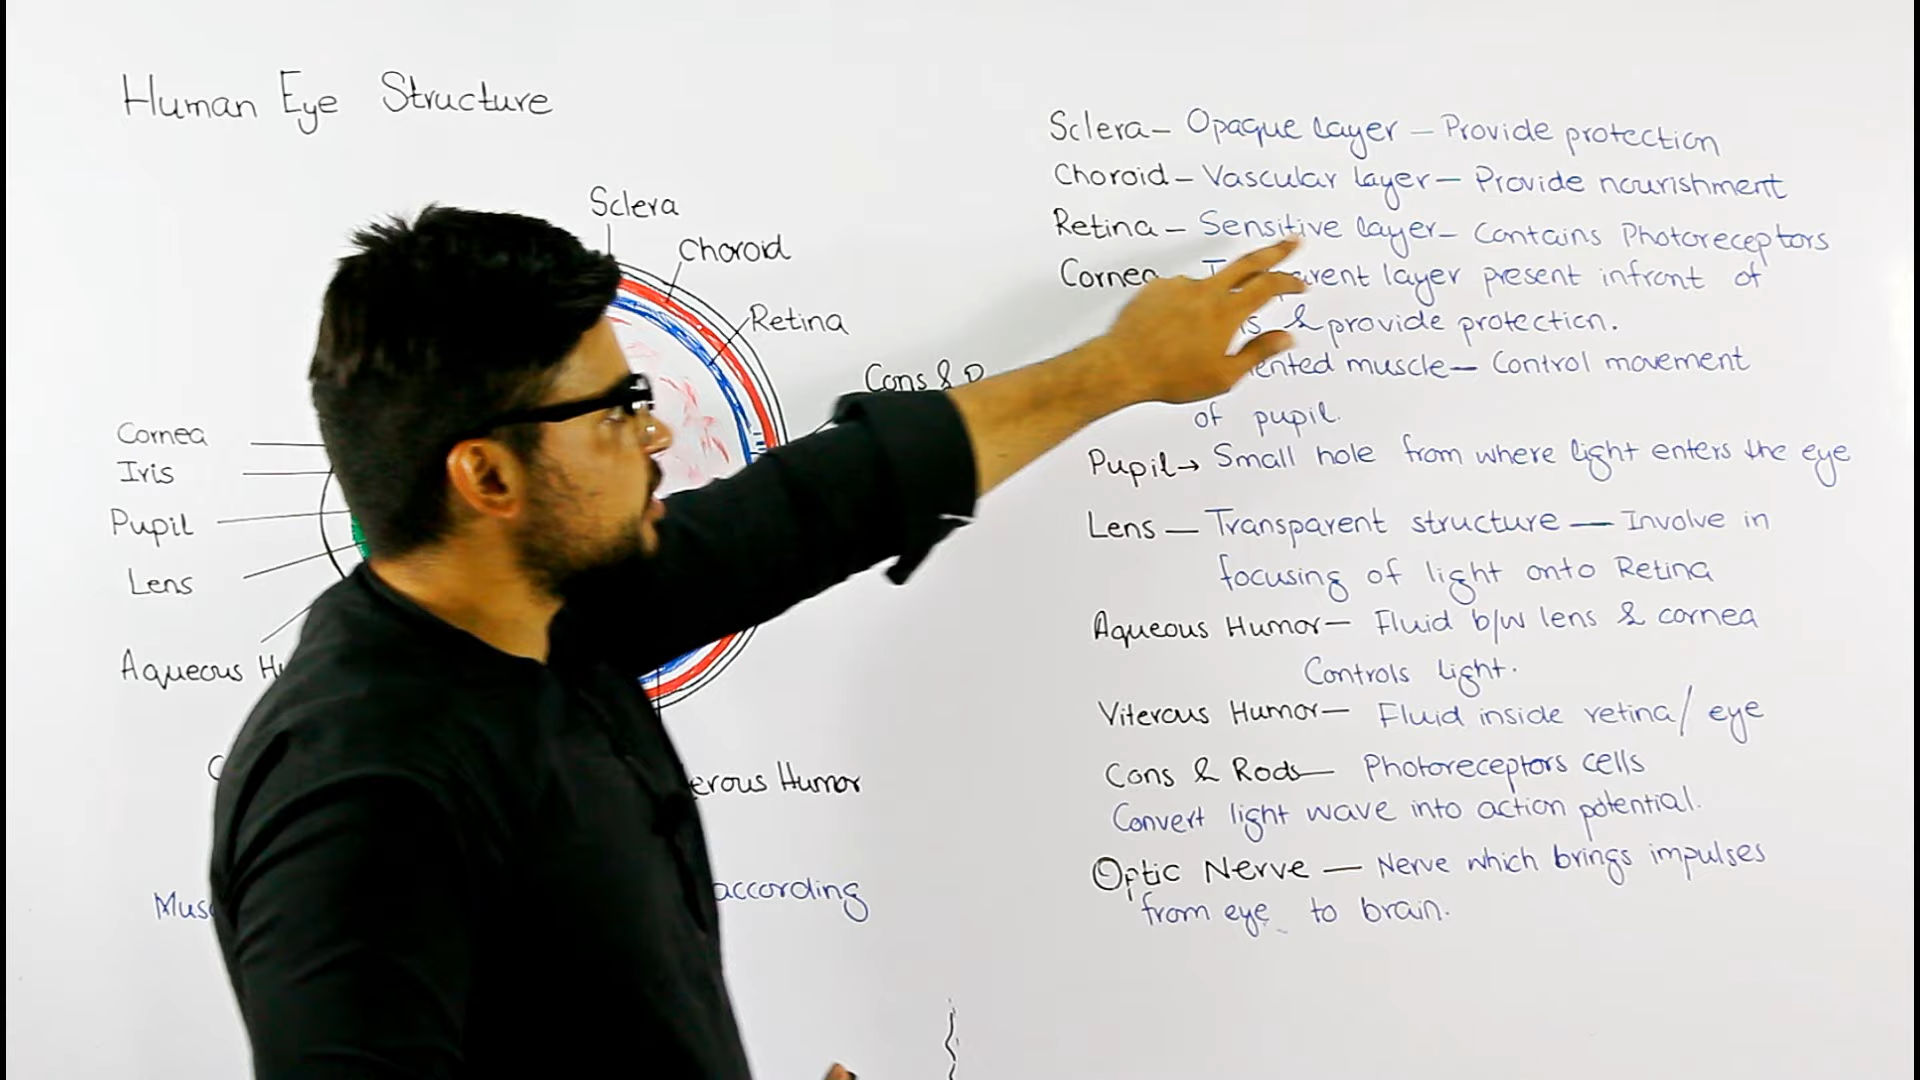 Human Eye Structure
Sclera
Choroid
Retina
Cons &
Cornea
Iris
Pupil
Lens
Aqueous
erous Humor
according
Sclera - Opaque layer - Provide protection
Choroid - Vascular layer - Provide nourishment
Retina - Sensitive layer - Contains Photoreceptors
Cornea layer present infront of
& provide protection.
muscle - Control movement
of pupil.
Pupil → Small hole from where light enters the eye
Lens - Transparent structure - Involve in
focusing of light onto Retina
Aqueous Humor - Fluid b/w lens & cornea
Controls light.
Viterous Humor - Fluid inside retina/eye
Cons & Rods - Photoreceptors cells
Convert light wave into action potential.
Optic Nerve - Nerve which brings impulses
from eye to brain.